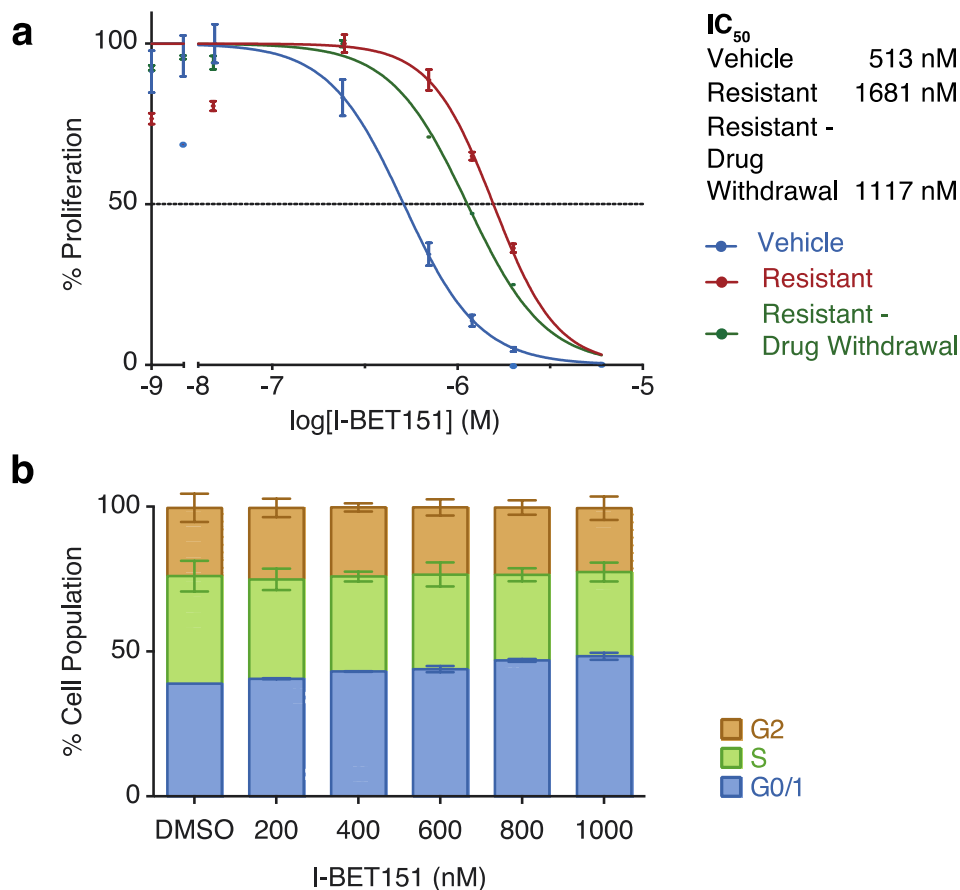 a
100
50
0
% Proliferation
-9
-8
-7
-6
-5
log[I-BET151] (M)
IC50
Vehicle 513 nM
Resistant 1681 nM
Resistant -
Drug
Withdrawal 1117 nM
Vehicle
Resistant
Resistant -
Drug Withdrawal
b
100
50
0
% Cell Population
DMSO 200 400 600 800 1000
I-BET151 (nM)
G2
S
G0/1